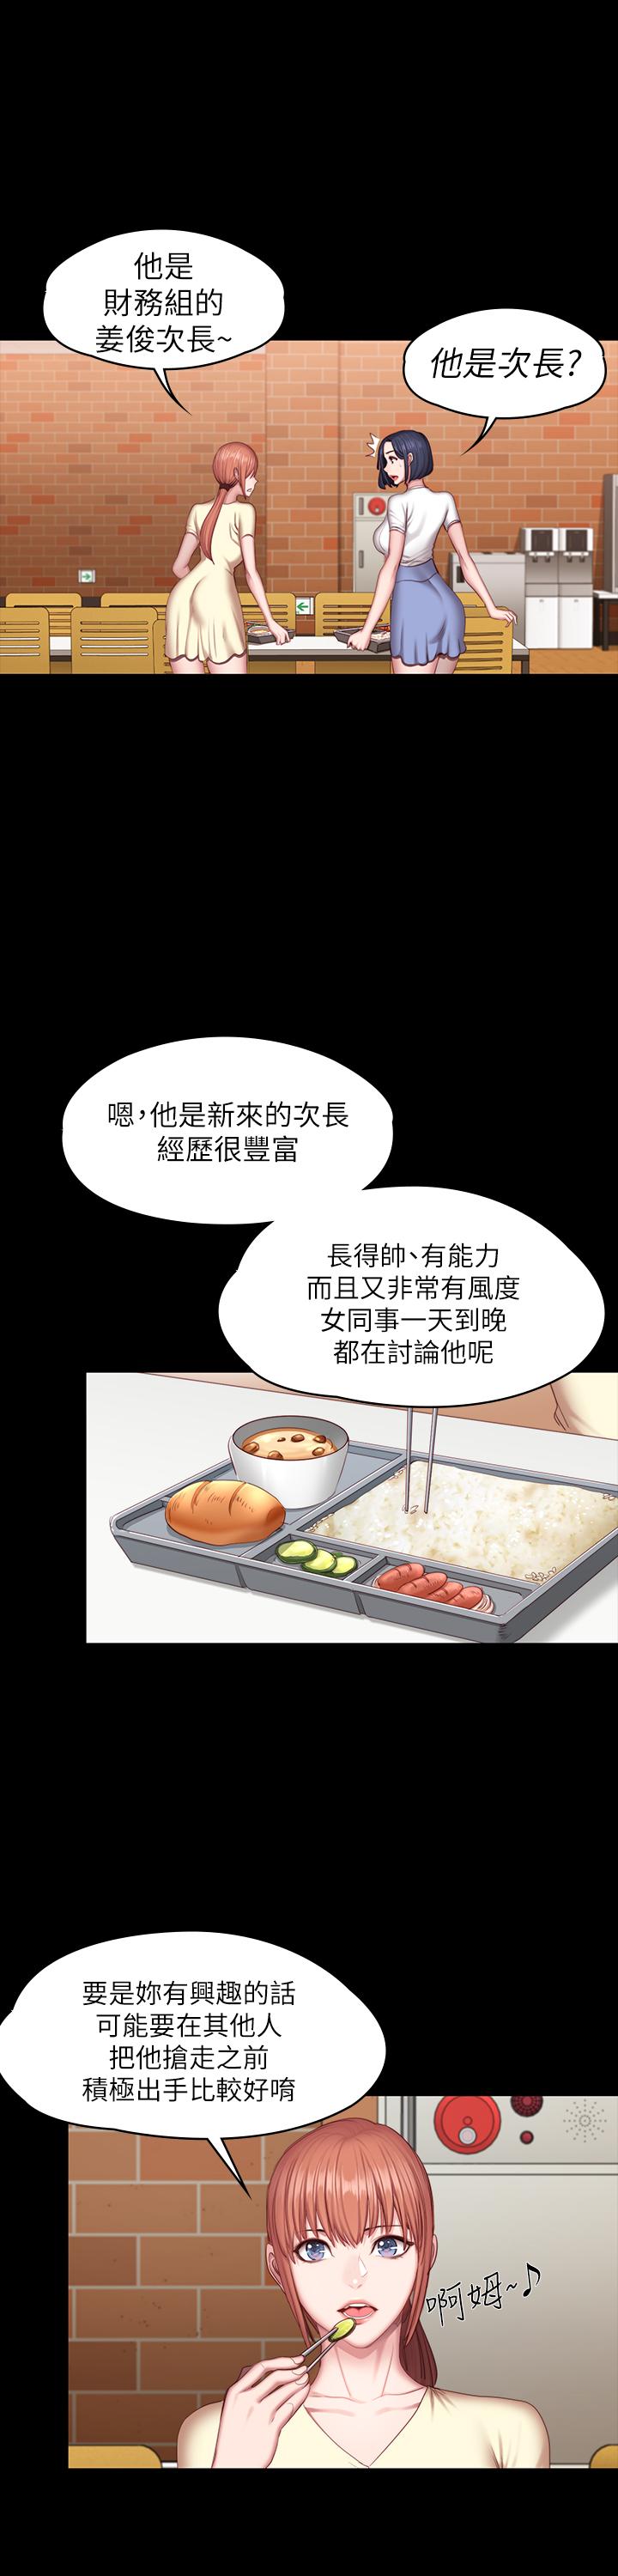 他是
財務組的
姜俊次長~
他是次長?
嗯，他是新來的次長
經歷很豐富
長得帥、有能力
而且又非常有風度
女同事一天到晚
都在討論他呢
要是妳有興趣的話
可能要在其他人
把他搶走之前
積極出手比較好唷
啊姆~♪